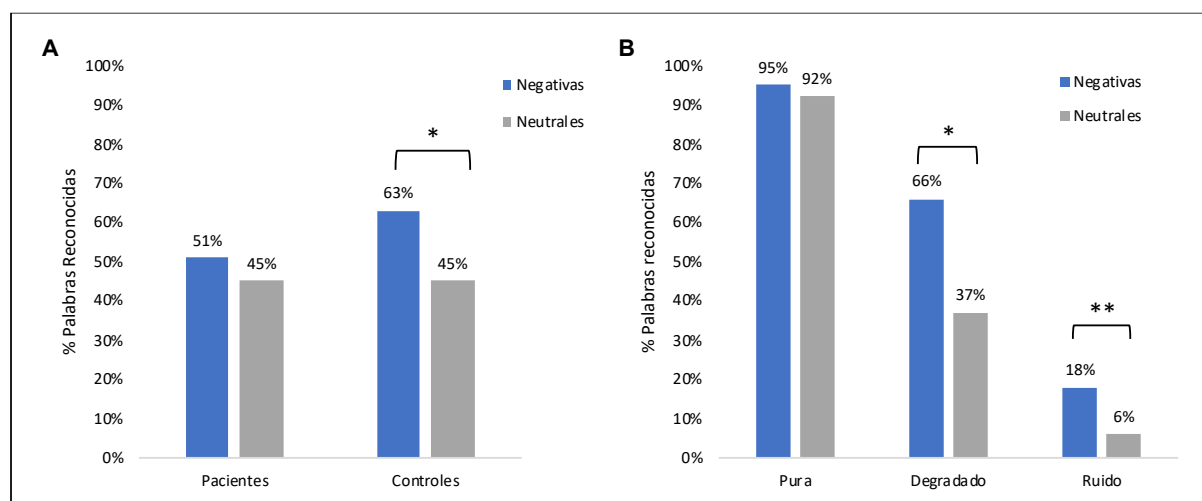 A
% Palabras Reconocidas
100%
90%
80%
70%
60%
50%
40%
30%
20%
10%
0%
Negativas
Neutrales
*
51%
45%
63%
45%
Pacientes
Controles
B
% Palabras reconocidas
100%
90%
80%
70%
60%
50%
40%
30%
20%
10%
0%
Negativas
Neutrales
95%
92%
*
66%
37%
**
18%
6%
Pura
Degradado
Ruido